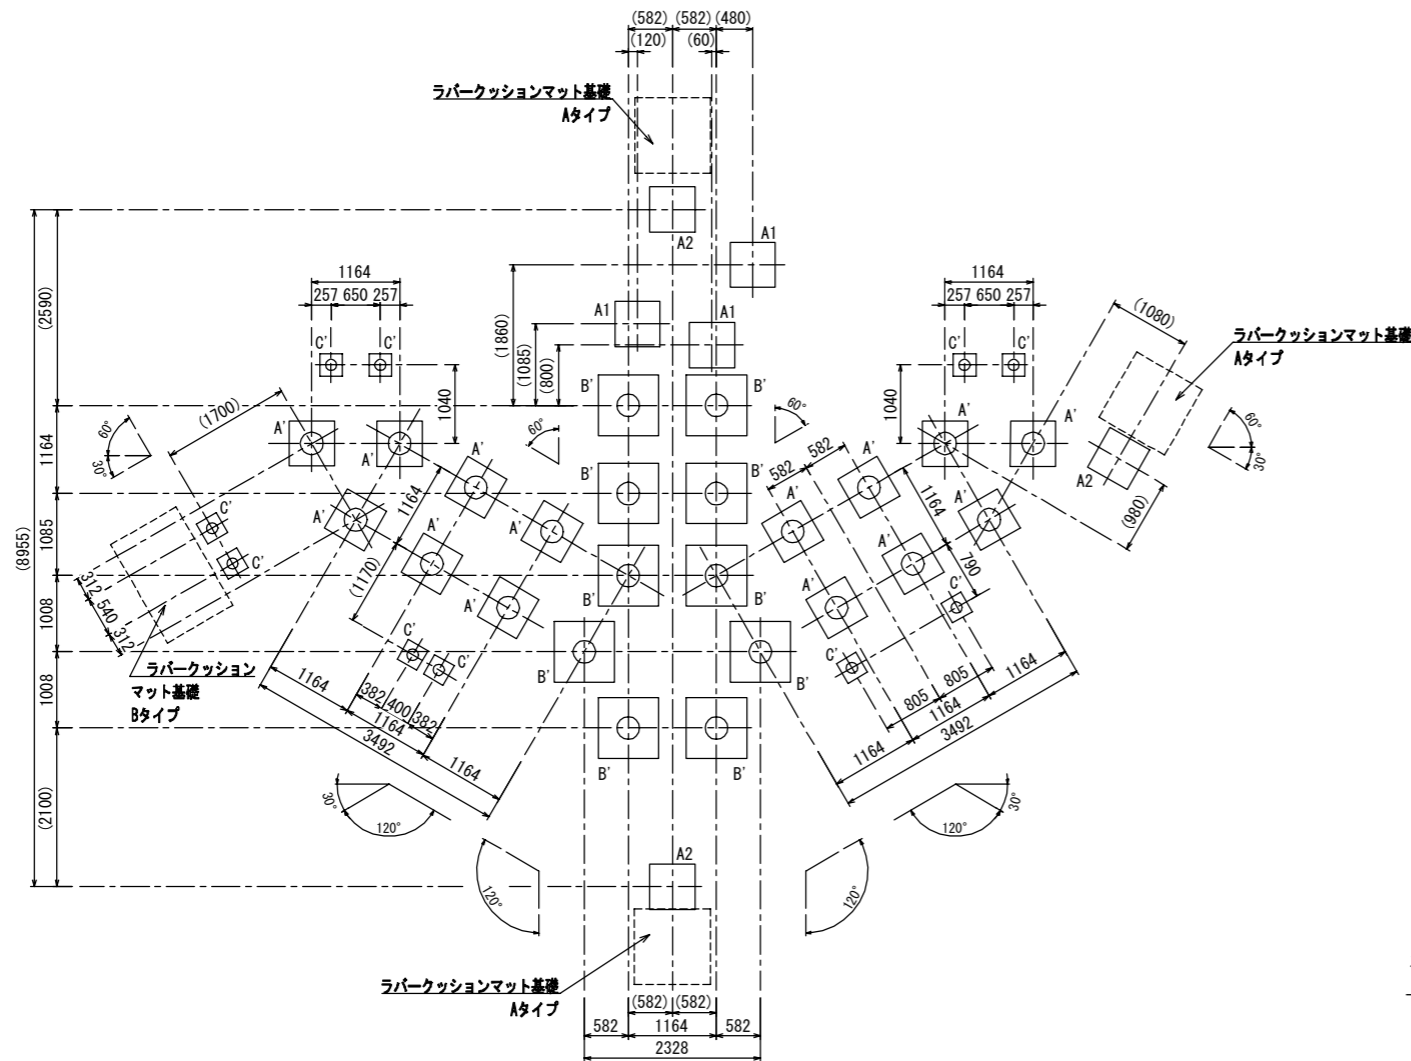 (582) (582) (480)
(120) (60)
ラバークッションマット基礎
Aタイプ
A2
A1
A1
A1
(8955)
(2590)
1164
1085
1008
1008
(2100)
(1860)
(1085)
(800)
1164
257 650 257
C' C'
1040
(1700)
60°
30°
A' A'
A' A'
A' A'
A' A'
1164
(1170)
C'
C'
312
540
312
ラバークッション
マット基礎
Bタイプ
C' C'
382 400 382
1164
1164
1164
3492
30°
120°
120°
60°
B' B'
B' B'
B' B'
B' B'
B' B'
60°
1164
257 650 257
C' C'
1040
(1080)
ラバークッションマット基礎
Aタイプ
60°
30°
A2
(980)
A' A'
582
582
A' A'
A' A'
A' A'
1164
790
C'
C'
805
805
1164
1164
1164
3492
30°
120°
120°
A2
ラバークッションマット基礎
Aタイプ
(582) (582)
582 1164 582
2328